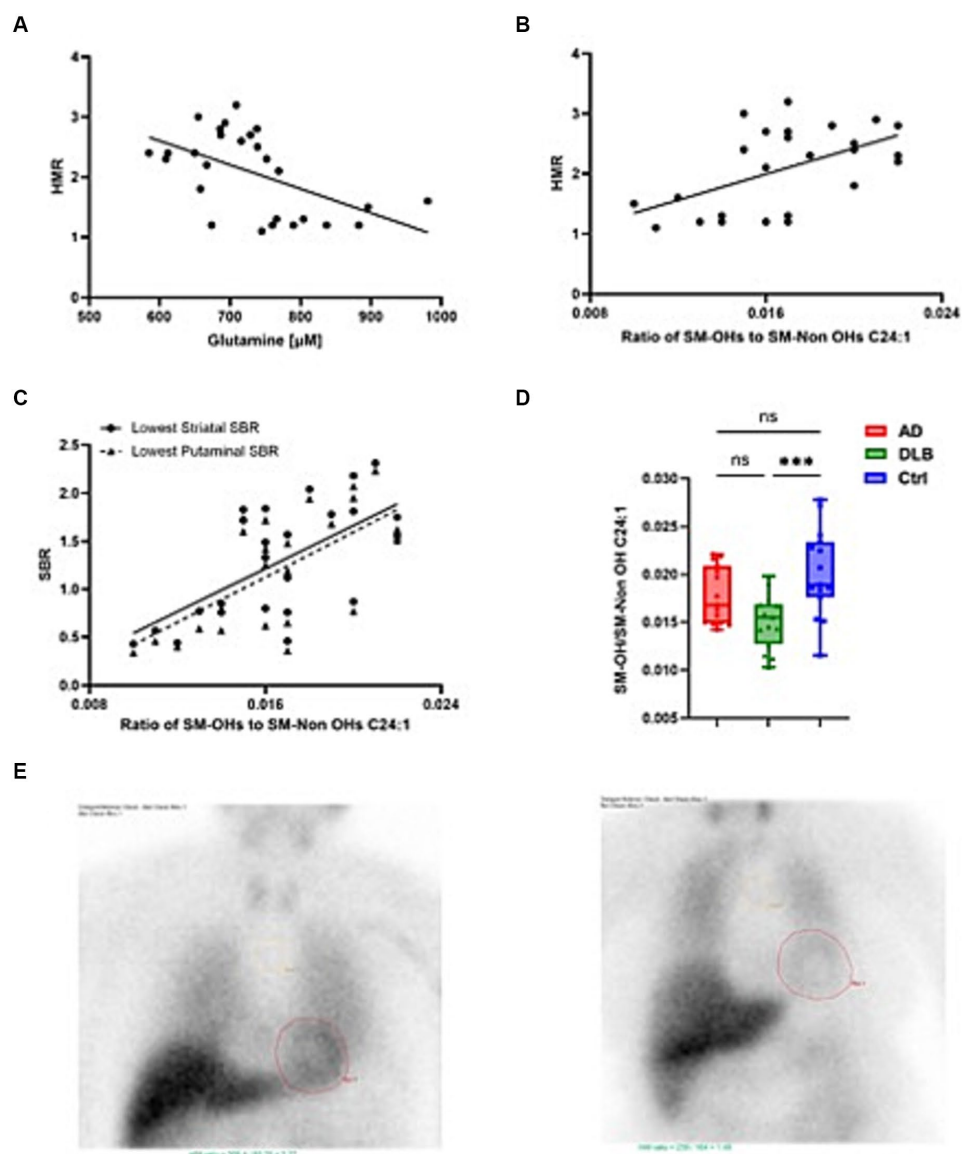 A
HMR
4
3
2
1
0
500 600 700 800 900 1000
Glutamine [µM]
B
HMR
4
3
2
1
0
0.008 0.016 0.024
Ratio of SM-OHs to SM-Non OHs C24:1
C
Lowest Striatal SBR
Lowest Putaminal SBR
SBR
2.5
2.0
1.5
1.0
0.5
0.0
0.008 0.016 0.024
Ratio of SM-OHs to SM-Non OHs C24:1
D
ns
ns ***
AD
DLB
Ctrl
SM-OH/SM-Non OH C24:1
0.030
0.025
0.020
0.015
0.010
0.005
E